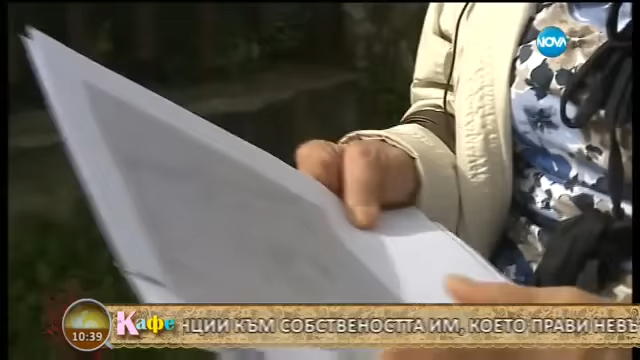 NOVA
10:39 Кафе НЦИИ КЪМ СОБСТВЕНОСТТА ИМ, КОЕТО ПРАВИ НЕВЪ